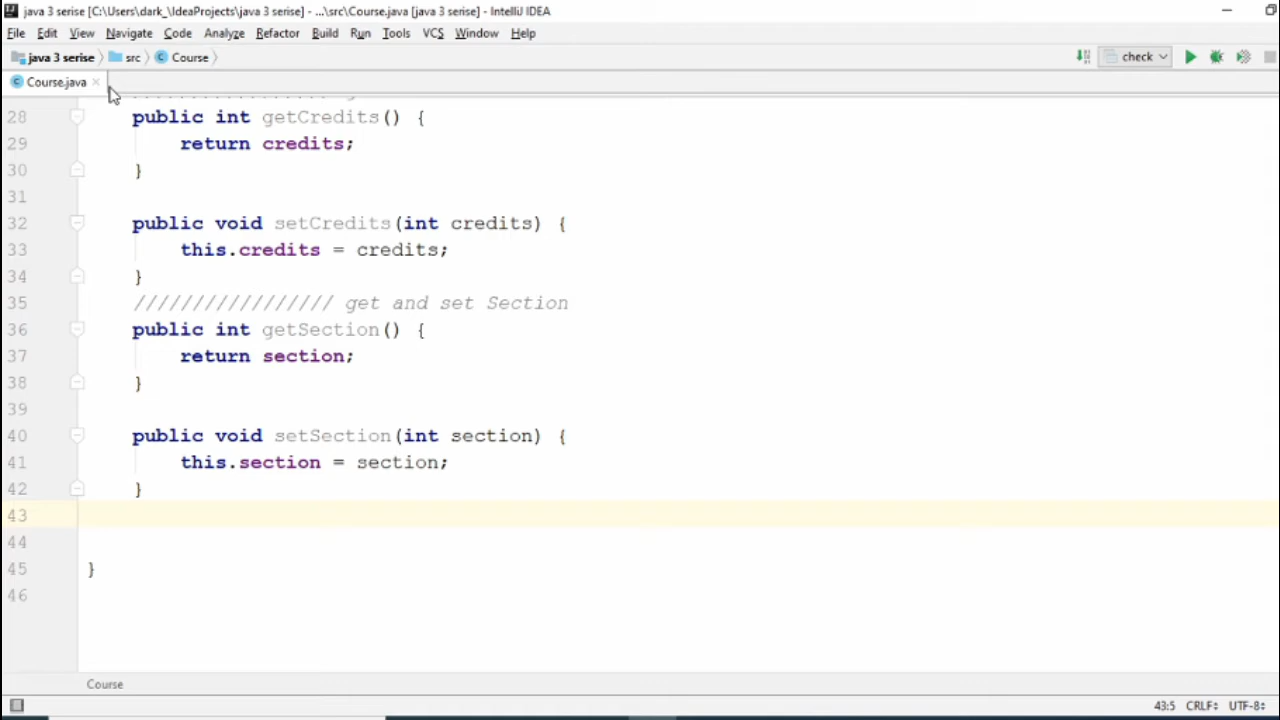 java 3 serise [C:\Users\dark_\IdeaProjects\java 3 serise] - ...\src\Course.java [java 3 serise] - IntelliJ IDEA
File Edit View Navigate Code Analyze Refactor Build Run Tools VCS Window Help
java 3 serise src Course check
Course.java
28 public int getCredits() {
29 return credits;
30 }
31
32 public void setCredits(int credits) {
33 this.credits = credits;
34 }
35 ///////////////// get and set Section
36 public int getSection() {
37 return section;
38 }
39
40 public void setSection(int section) {
41 this.section = section;
42 }
43
44
45 }
46
Course
43:5 CRLF UTF-8